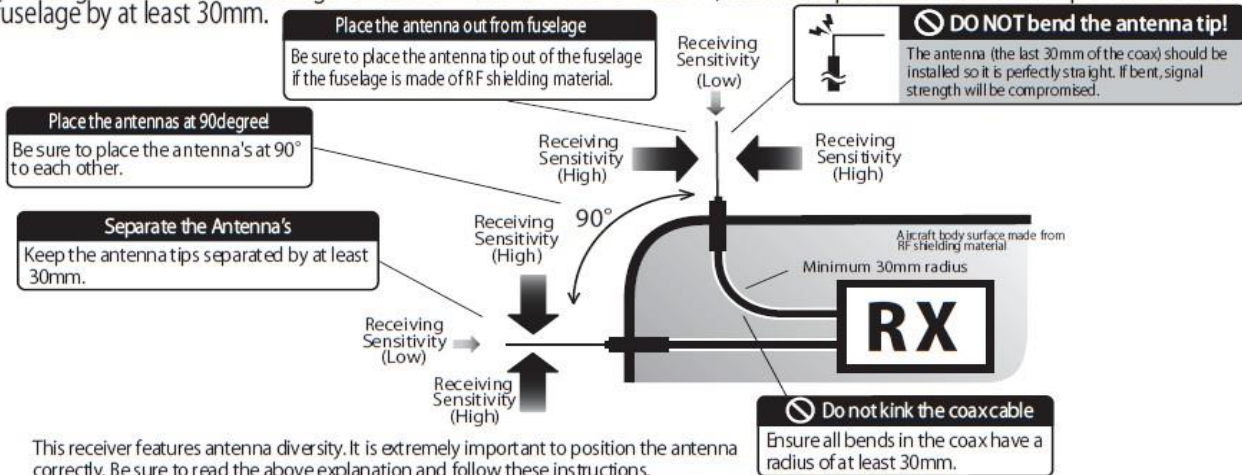 fuselage by at least 30mm.
Place the antenna out from fuselage
Be sure to place the antenna tip out of the fuselage
if the fuselage is made of RF shielding material.
Receiving
Sensitivity
(Low)
DO NOT bend the antenna tip!
The antenna (the last 30mm of the coax) should be
installed so it is perfectly straight. If bent, signal
strength will be compromised.
Place the antennas at 90degree!
Be sure to place the antenna's at 90°
to each other.
Receiving
Sensitivity
(High)
Receiving
Sensitivity
(High)
Separate the Antenna's
Keep the antenna tips separated by at least
30mm.
Receiving
Sensitivity
(High)
90°
Aircraft body surface made from
RF shielding material
Minimum 30mm radius
RX
Receiving
Sensitivity
(Low)
Receiving
Sensitivity
(High)
Do not kink the coax cable
Ensure all bends in the coax have a
radius of at least 30mm.
This receiver features antenna diversity. It is extremely important to position the antenna
correctly. Be sure to read the above explanation and follow these instructions.